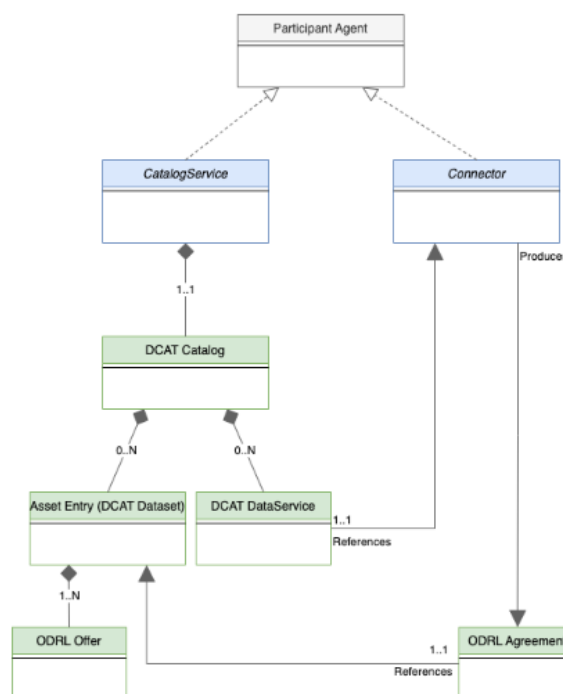 Participant Agent
CatalogService
Connector
Produce
1..1
DCAT Catalog
0..N
0..N
Asset Entry (DCAT Dataset)
DCAT DataService
1..1
References
1..N
ODRL Offer
ODRL Agreement
1..1
References